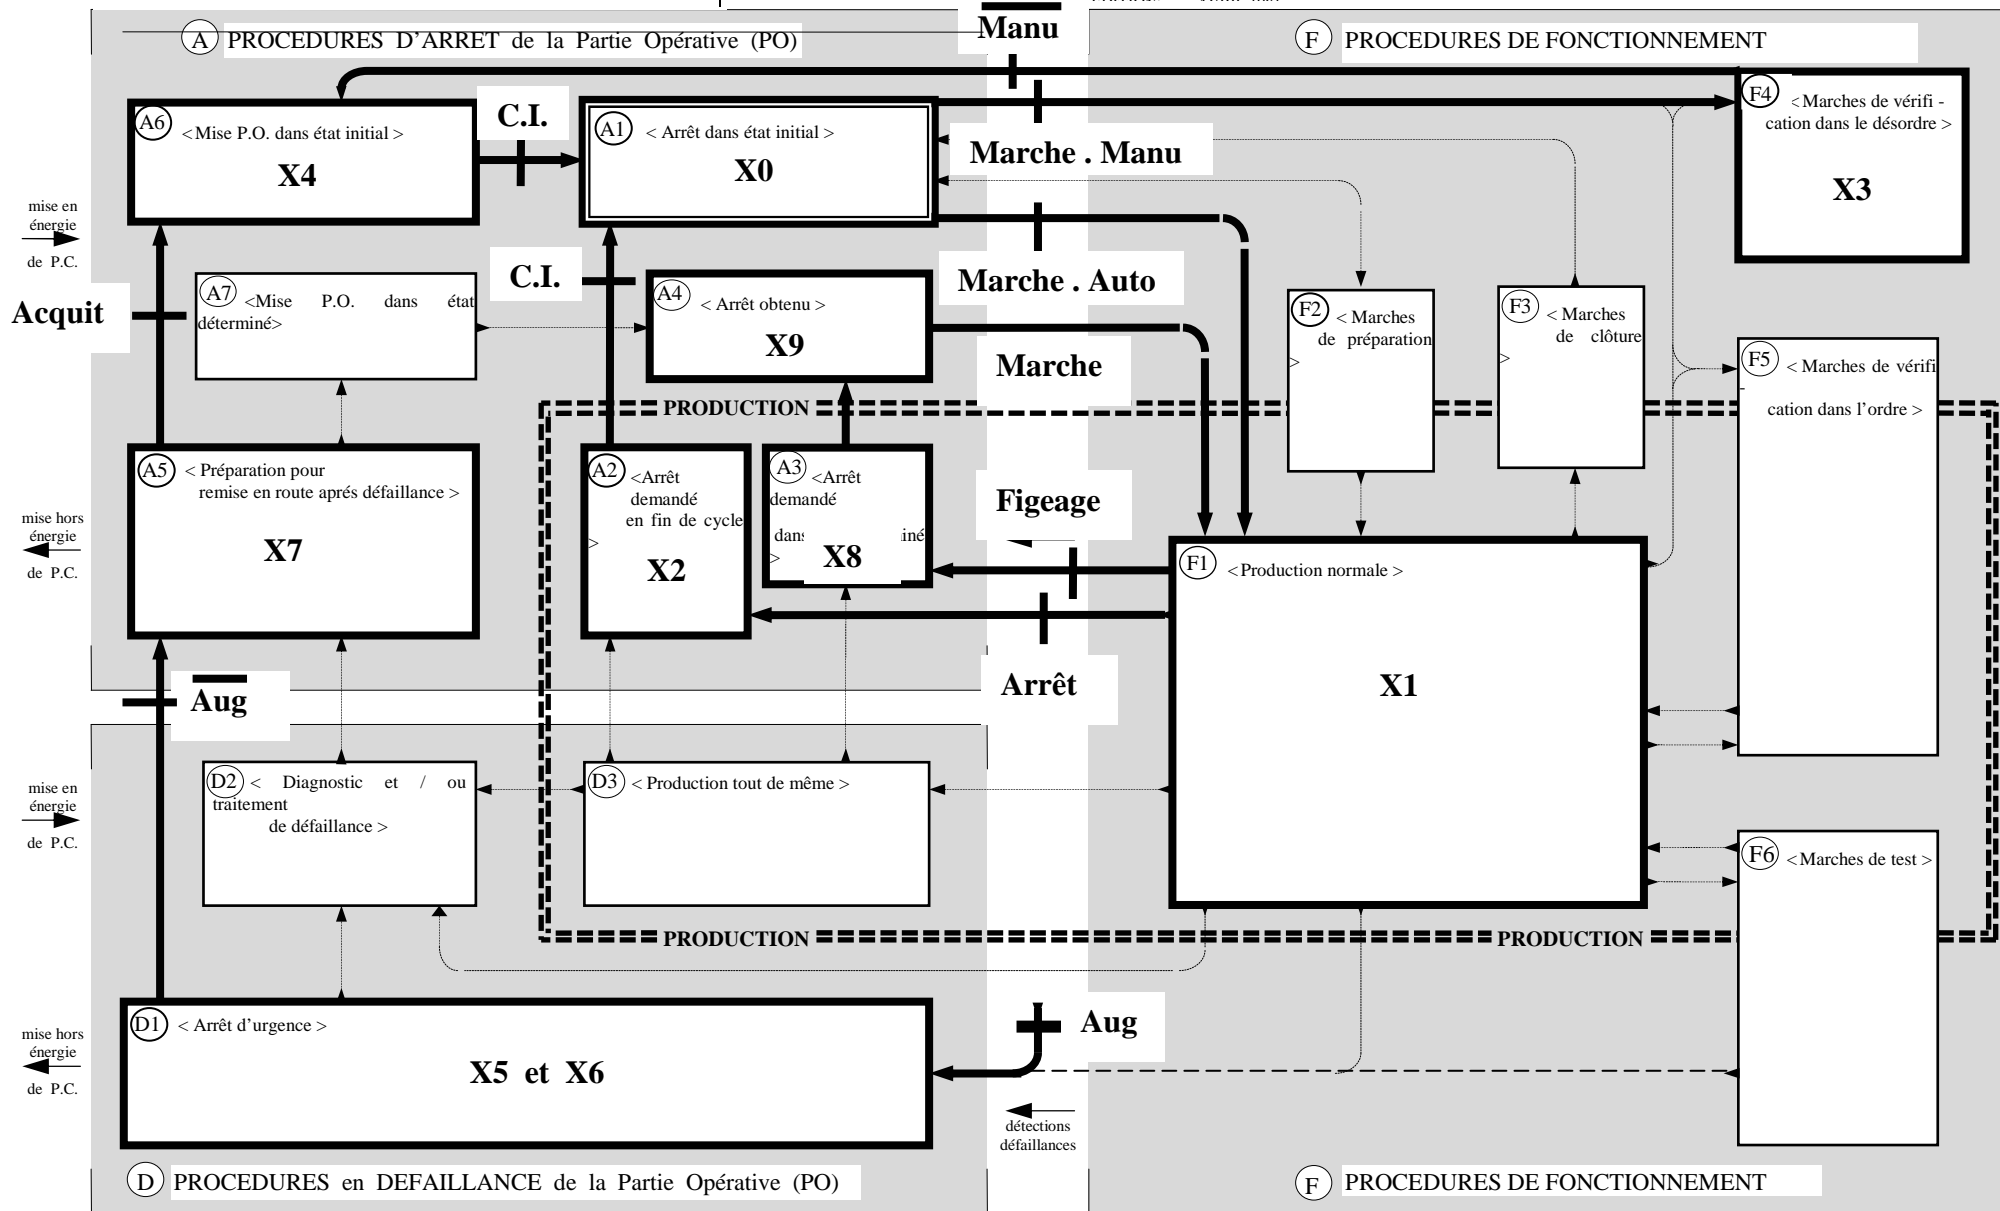 Manu
A PROCEDURES D'ARRET de la Partie Opérative (PO)
F PROCEDURES DE FONCTIONNEMENT
A6
< Mise P.O. dans état initial >
X4
C.I.
A1
< Arrêt dans état initial >
X0
Marche . Manu
F4
< Marches de vérifi -
cation dans le désordre >
X3
mise en
énergie
de P.C.
Acquit
A7 <Mise P.O. dans état
déterminé>
C.I.
A4
< Arrêt obtenu >
X9
Marche . Auto
Marche
F2 < Marches
de préparation
>
F3 < Marches
de clôture
>
F5 < Marches de vérifi
-
cation dans l'ordre >
PRODUCTION
A5 < Préparation pour
remise en route aprés défaillance >
X7
mise hors
énergie
de P.C.
A2 <Arrêt
demandé
en fin de cycle
>
X2
A3 <Arrêt
demandé
dans iné
>
X8
Figeage
F1 < Production normale >
X1
Arrêt
Aug
mise en
énergie
de P.C.
D2 < Diagnostic et / ou
traitement
de défaillance >
D3 < Production tout de même >
F6 < Marches de test >
PRODUCTION
PRODUCTION
D1 < Arrêt d'urgence >
X5 et X6
Aug
mise hors
énergie
de P.C.
détections
défaillances
D PROCEDURES en DEFAILLANCE de la Partie Opérative (PO)
F PROCEDURES DE FONCTIONNEMENT